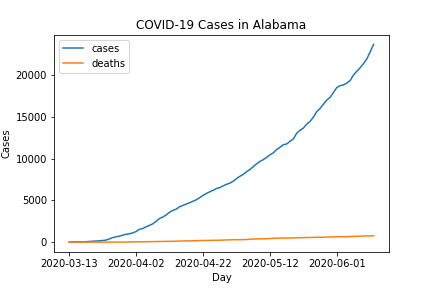 COVID-19 Cases in Alabama
cases
deaths
Cases
20000
15000
10000
5000
0
2020-03-13 2020-04-02 2020-04-22 2020-05-12 2020-06-01
Day